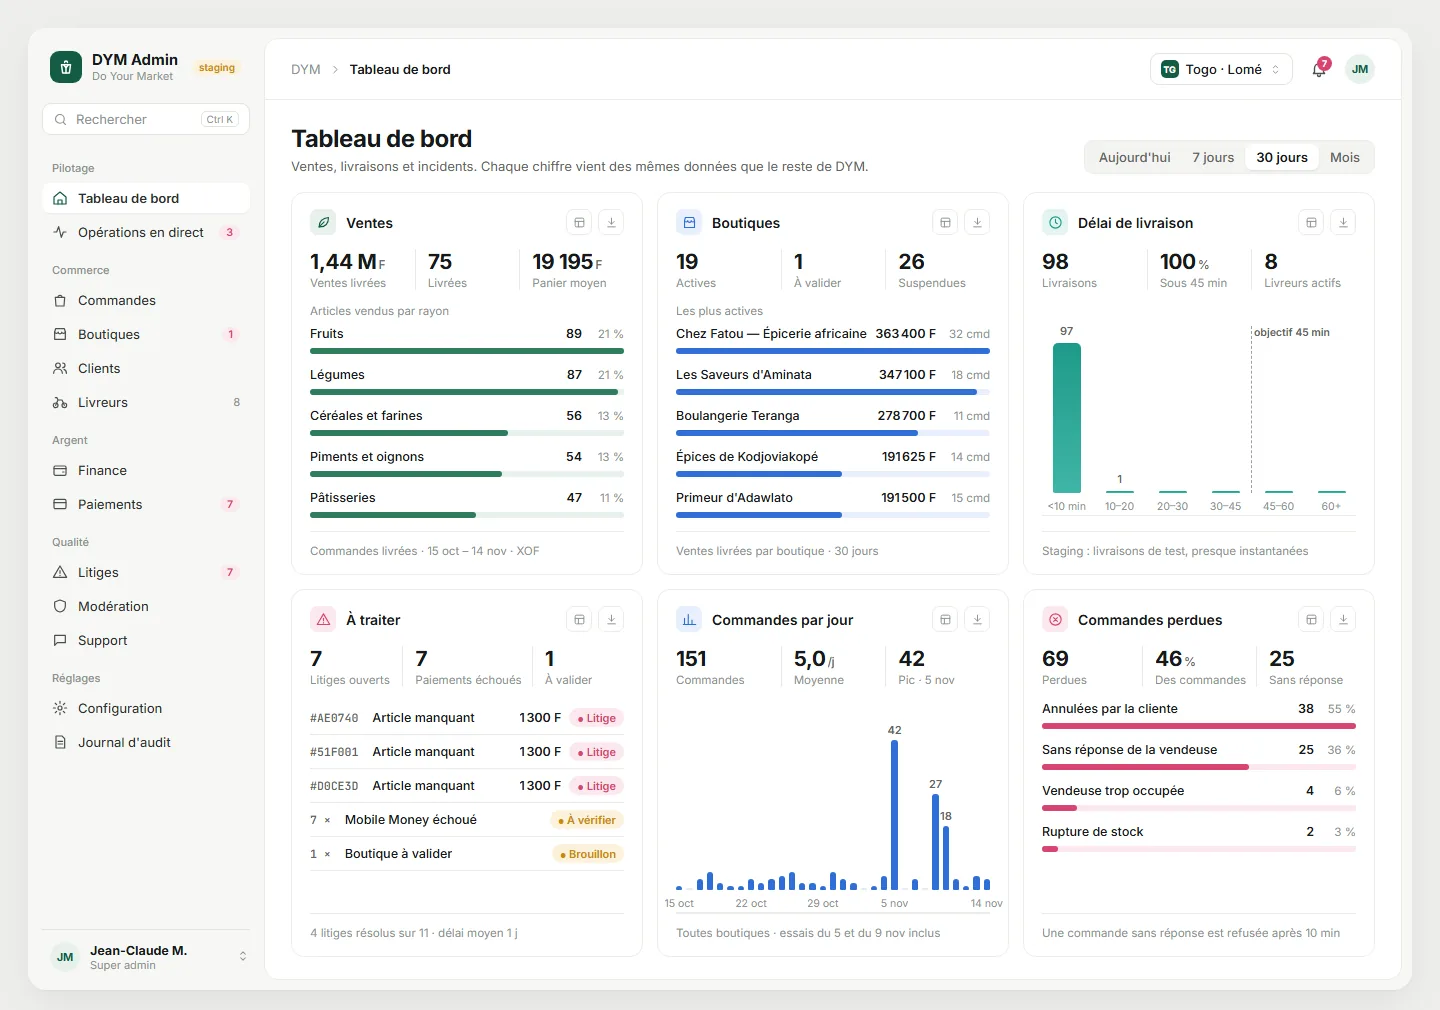 DYM Admin
Do Your Market
staging
Rechercher
Ctrl K
Pilotage
Tableau de bord
Opérations en direct 3
Commerce
Commandes
Boutiques 1
Clients
Livreurs 8
Argent
Finance
Paiements 7
Qualité
Litiges 7
Modération
Support
Réglages
Configuration
Journal d'audit
JM
Jean-Claude M.
Super admin
DYM > Tableau de bord
TG Togo · Lomé
7
JM
Tableau de bord
Ventes, livraisons et incidents. Chaque chiffre vient des mêmes données que le reste de DYM.
Aujourd'hui 7 jours 30 jours Mois
Ventes
1,44 M F 75 19 195 F
Ventes livrées Livrées Panier moyen
Articles vendus par rayon
Fruits 89 21 %
Légumes 87 21 %
Céréales et farines 56 13 %
Piments et oignons 54 13 %
Pâtisseries 47 11 %
Commandes livrées · 15 oct – 14 nov · XOF
Boutiques
19 1 26
Actives À valider Suspendues
Les plus actives
Chez Fatou — Épicerie africaine 363 400 F 32 cmd
Les Saveurs d'Aminata 347 100 F 18 cmd
Boulangerie Teranga 278 700 F 11 cmd
Épices de Kodjoviakopé 191 625 F 14 cmd
Primeur d'Adawlato 191 500 F 15 cmd
Ventes livrées par boutique · 30 jours
Délai de livraison
98 100 % 8
Livraisons Sous 45 min Livreurs actifs
97
objectif 45 min
1
<10 min 10–20 20–30 30–45 45–60 60+
Staging : livraisons de test, presque instantanées
À traiter
7 7 1
Litiges ouverts Paiements échoués À valider
#AE0740 Article manquant 1 300 F Litige
#51F001 Article manquant 1 300 F Litige
#D0CE3D Article manquant 1 300 F Litige
7 × Mobile Money échoué À vérifier
1 × Boutique à valider Brouillon
4 litiges résolus sur 11 · délai moyen 1 j
Commandes par jour
151 5,0 /j 42
Commandes Moyenne Pic · 5 nov
42
27
18
15 oct 22 oct 29 oct 5 nov 14 nov
Toutes boutiques · essais du 5 et du 9 nov inclus
Commandes perdues
69 46 % 25
Perdues Des commandes Sans réponse
Annulées par la cliente 38 55 %
Sans réponse de la vendeuse 25 36 %
Vendeuse trop occupée 4 6 %
Rupture de stock 2 3 %
Une commande sans réponse est refusée après 10 min